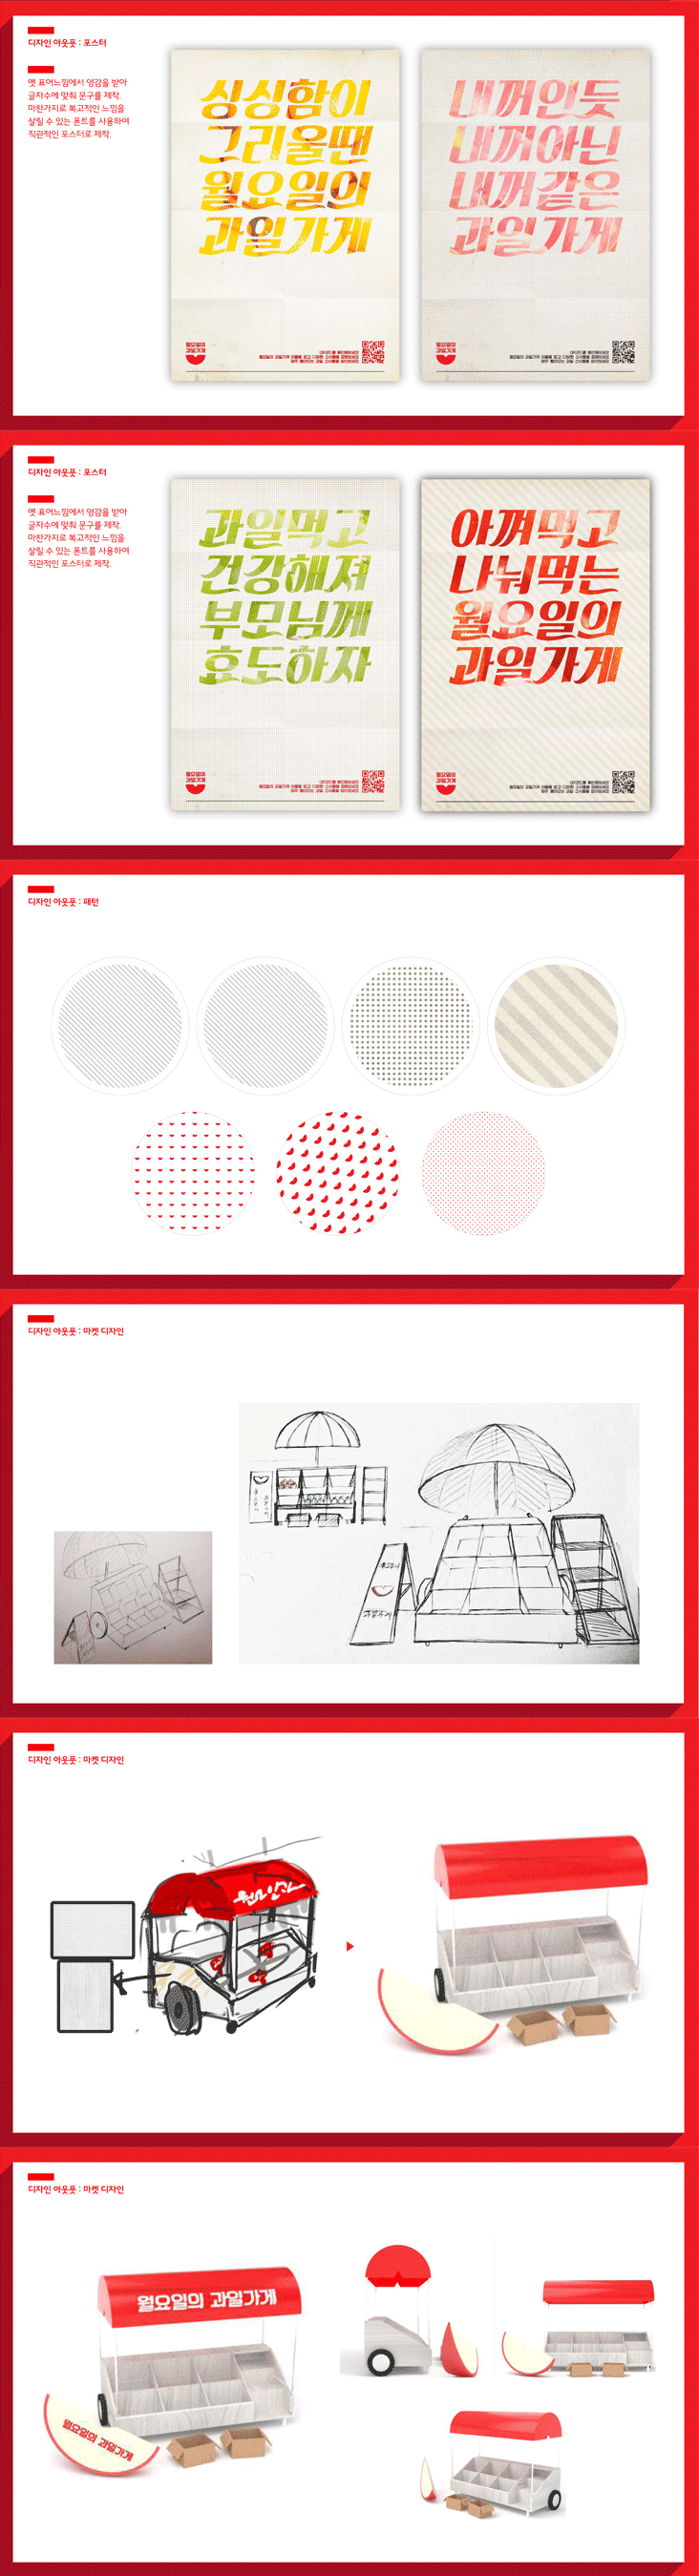 디자인 아웃풋 : 포스터
옛 표어느낌에서 영감을 받아
글자수에 맞춰 문구를 제작.
마찬가지로 복고적인 느낌을
살릴 수 있는 폰트를 사용하여
직관적인 포스터로 제작.
싱싱함이
그리울땐
월요일의
과일가게
월요일의
과일가게
내꺼인듯
내꺼아닌
내꺼같은
과일가게
월요일의
과일가게
디자인 아웃풋 : 포스터
옛 표어느낌에서 영감을 받아
글자수에 맞춰 문구를 제작.
마찬가지로 복고적인 느낌을
살릴 수 있는 폰트를 사용하여
직관적인 포스터로 제작.
과일먹고
건강해져
부모님께
효도하자
월요일의
과일가게
아껴먹고
나눠먹는
월요일의
과일가게
월요일의
과일가게
디자인 아웃풋 : 패턴
디자인 아웃풋 : 마켓 디자인
디자인 아웃풋 : 마켓 디자인
디자인 아웃풋 : 마켓 디자인
월요일의 과일가게
월요일의 과일가게